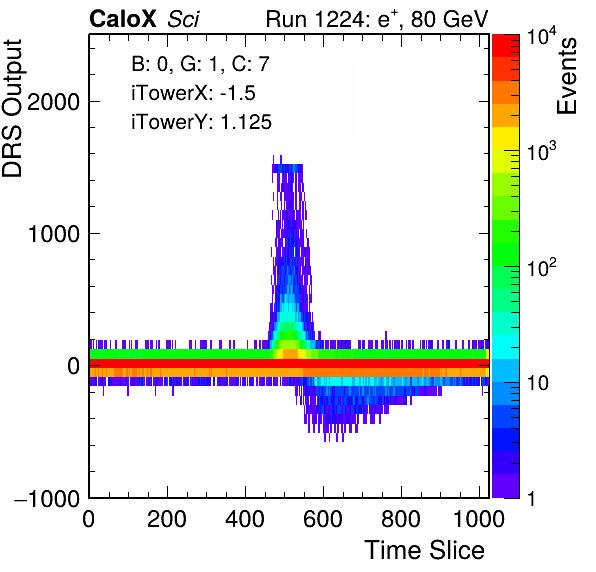 CaloX Sci Run 1224: e⁺, 80 GeV
B: 0, G: 1, C: 7
iTowerX: -1.5
iTowerY: 1.125
DRS Output
2000
1000
0
−1000
0 200 400 600 800 1000
Time Slice
Events
10⁴
10³
10²
10
1